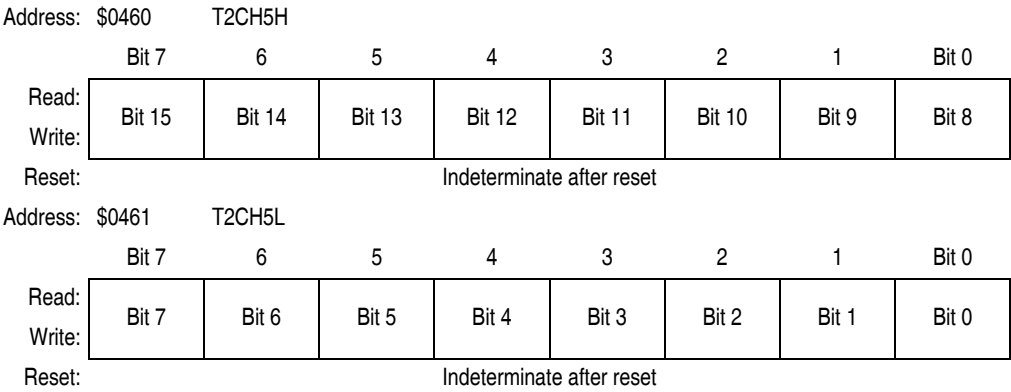 Address: $0460 T2CH5H
Bit 7 6 5 4 3 2 1 Bit 0
Read:
Bit 15 Bit 14 Bit 13 Bit 12 Bit 11 Bit 10 Bit 9 Bit 8
Write:
Reset: Indeterminate after reset
Address: $0461 T2CH5L
Bit 7 6 5 4 3 2 1 Bit 0
Read:
Bit 7 Bit 6 Bit 5 Bit 4 Bit 3 Bit 2 Bit 1 Bit 0
Write:
Reset: Indeterminate after reset